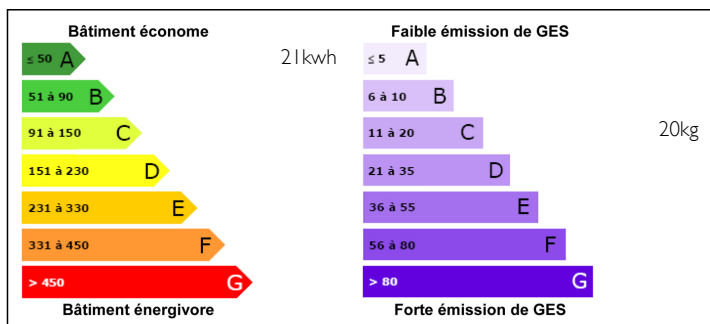 Bâtiment économe
≤ 50 A
21kwh
51 à 90 B
91 à 150 C
151 à 230 D
231 à 330 E
331 à 450 F
> 450 G
Bâtiment énergivore
Faible émission de GES
≤ 5 A
6 à 10 B
11 à 20 C
20kg
21 à 35 D
36 à 55 E
56 à 80 F
> 80 G
Forte émission de GES